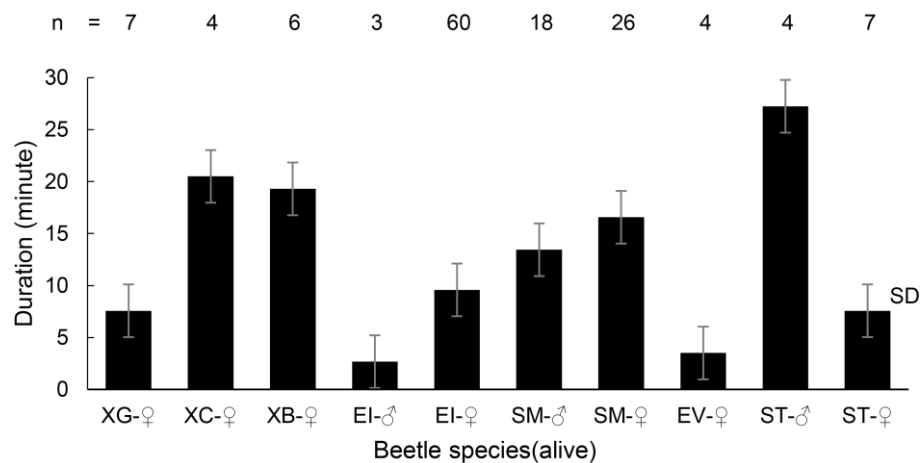 n = 7 4 6 3 60 18 26 4 4 7
30
25
20
15
10
5
0
Duration (minute)
SD
XG-♀ XC-♀ XB-♀ EI-♂ EI-♀ SM-♂ SM-♀ EV-♀ ST-♂ ST-♀
Beetle species(alive)